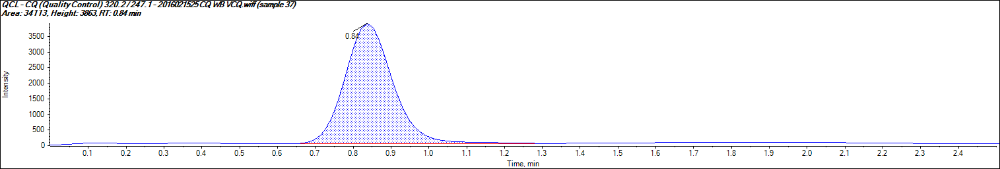 QCL - CQ (Quality Control) 320.2 / 247.1 - 2016021525 CQ WB VCQ.wiff (sample 37)
Area: 34113, Height: 3863, RT: 0.84 min
0.84
3500
3000
2500
2000
1500
1000
500
0
Intensity
0.1 0.2 0.3 0.4 0.5 0.6 0.7 0.8 0.9 1.0 1.1 1.2 1.3 1.4 1.5 1.6 1.7 1.8 1.9 2.0 2.1 2.2 2.3 2.4
Time, min